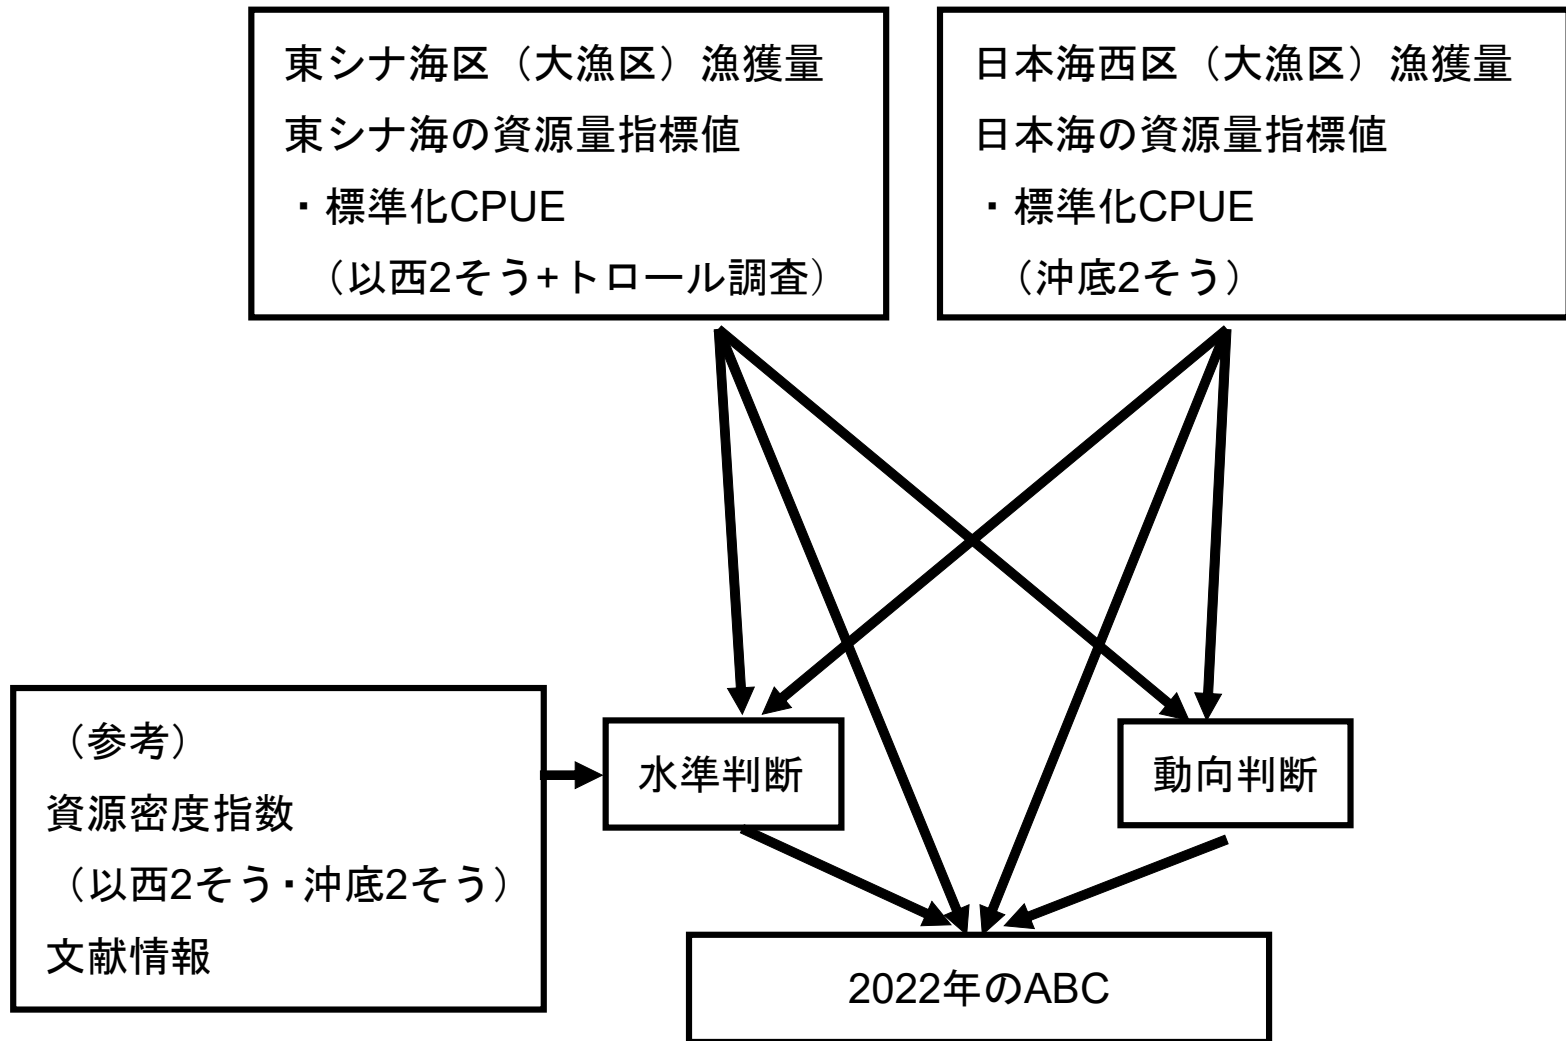 東シナ海区（大漁区）漁獲量
東シナ海の資源量指標値
・標準化CPUE
（以西2そう+トロール調査）
日本海西区（大漁区）漁獲量
日本海の資源量指標値
・標準化CPUE
（沖底2そう）
（参考）
資源密度指数
（以西2そう・沖底2そう）
文献情報
水準判断
動向判断
2022年のABC